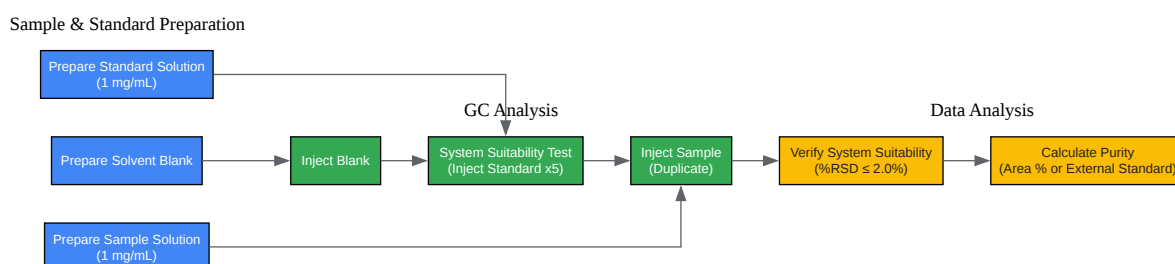 Sample & Standard Preparation
Prepare Standard Solution
(1 mg/mL)
GC Analysis
Data Analysis
Prepare Solvent Blank
Inject Blank
System Suitability Test
(Inject Standard x5)
Inject Sample
(Duplicate)
Verify System Suitability
(%RSD ≤ 2.0%)
Calculate Purity
(Area % or External Standard)
Prepare Sample Solution
(1 mg/mL)